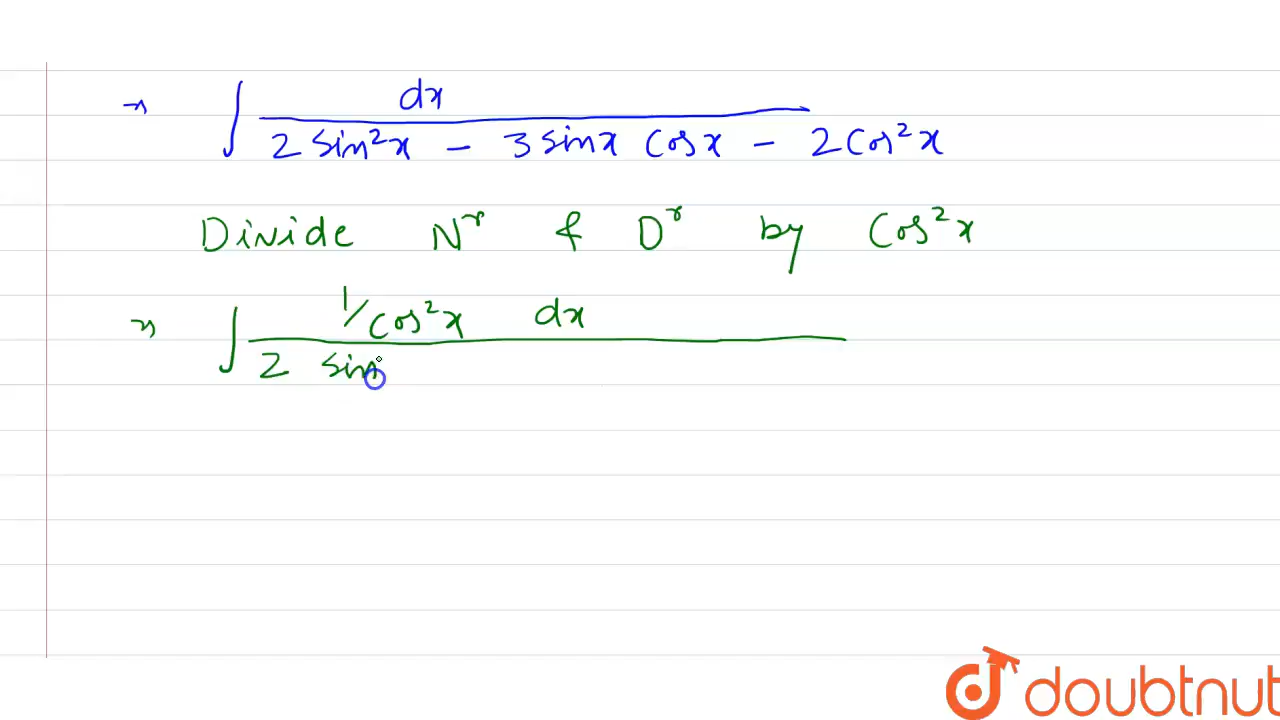 ⇒ ∫ dx / (2 sin²x - 3 sinx cosx - 2 cos²x)
Divide Nʳ & Dʳ by cos²x
⇒ ∫ 1/cos²x dx / 2 sin
doubtnut